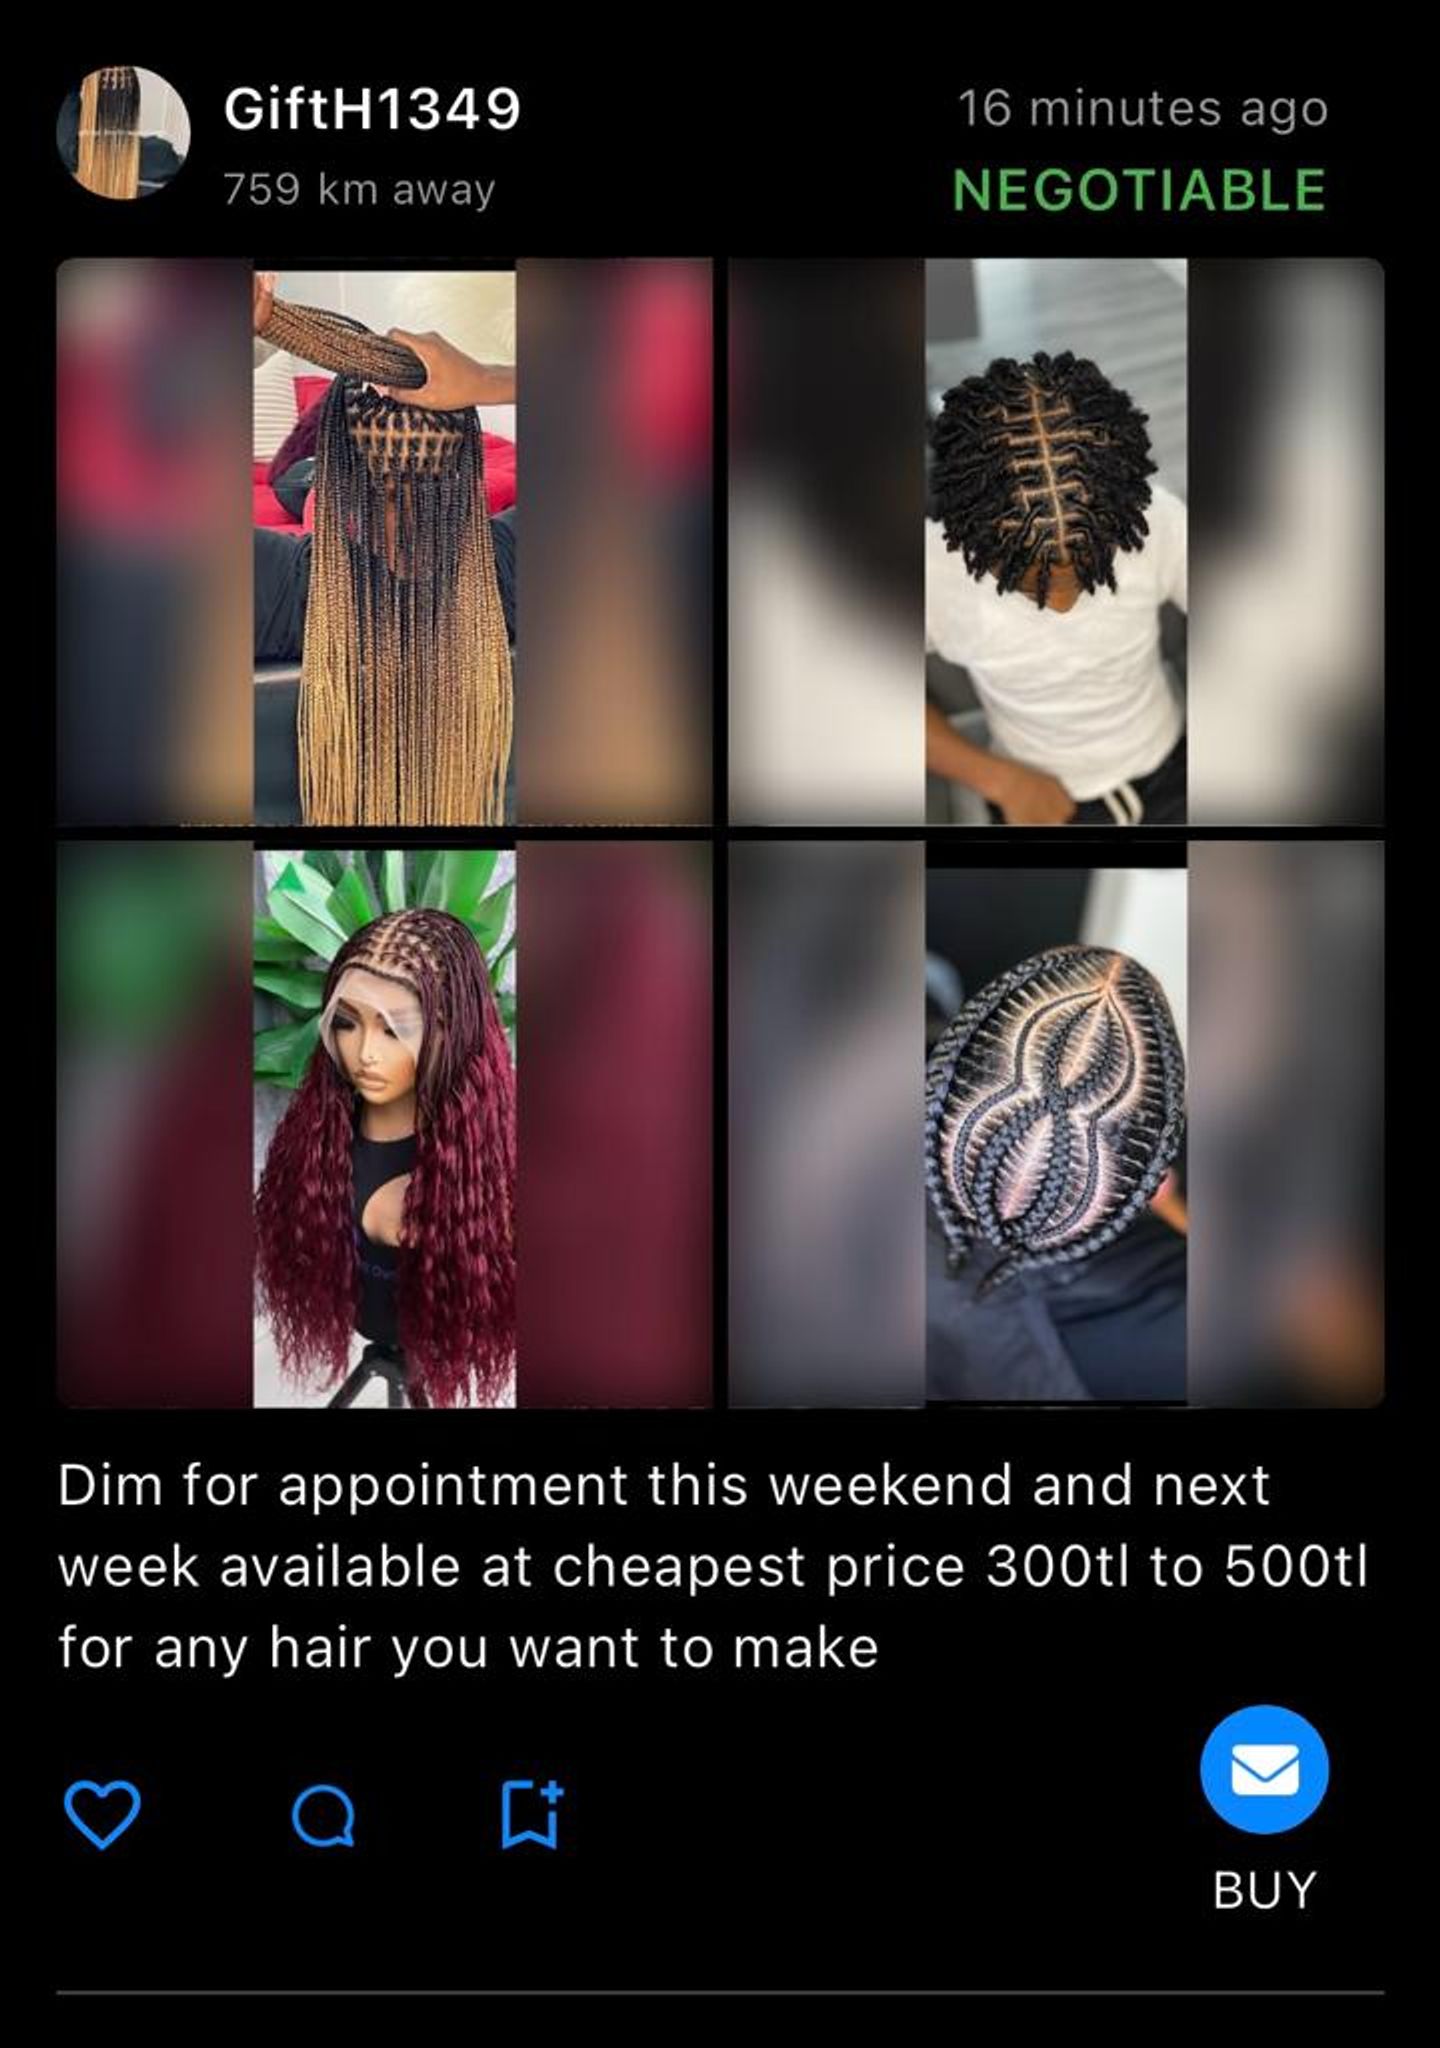 GiftH1349
16 minutes ago
759 km away
NEGOTIABLE
Dim for appointment this weekend and next
week available at cheapest price 300tl to 500tl
for any hair you want to make
BUY